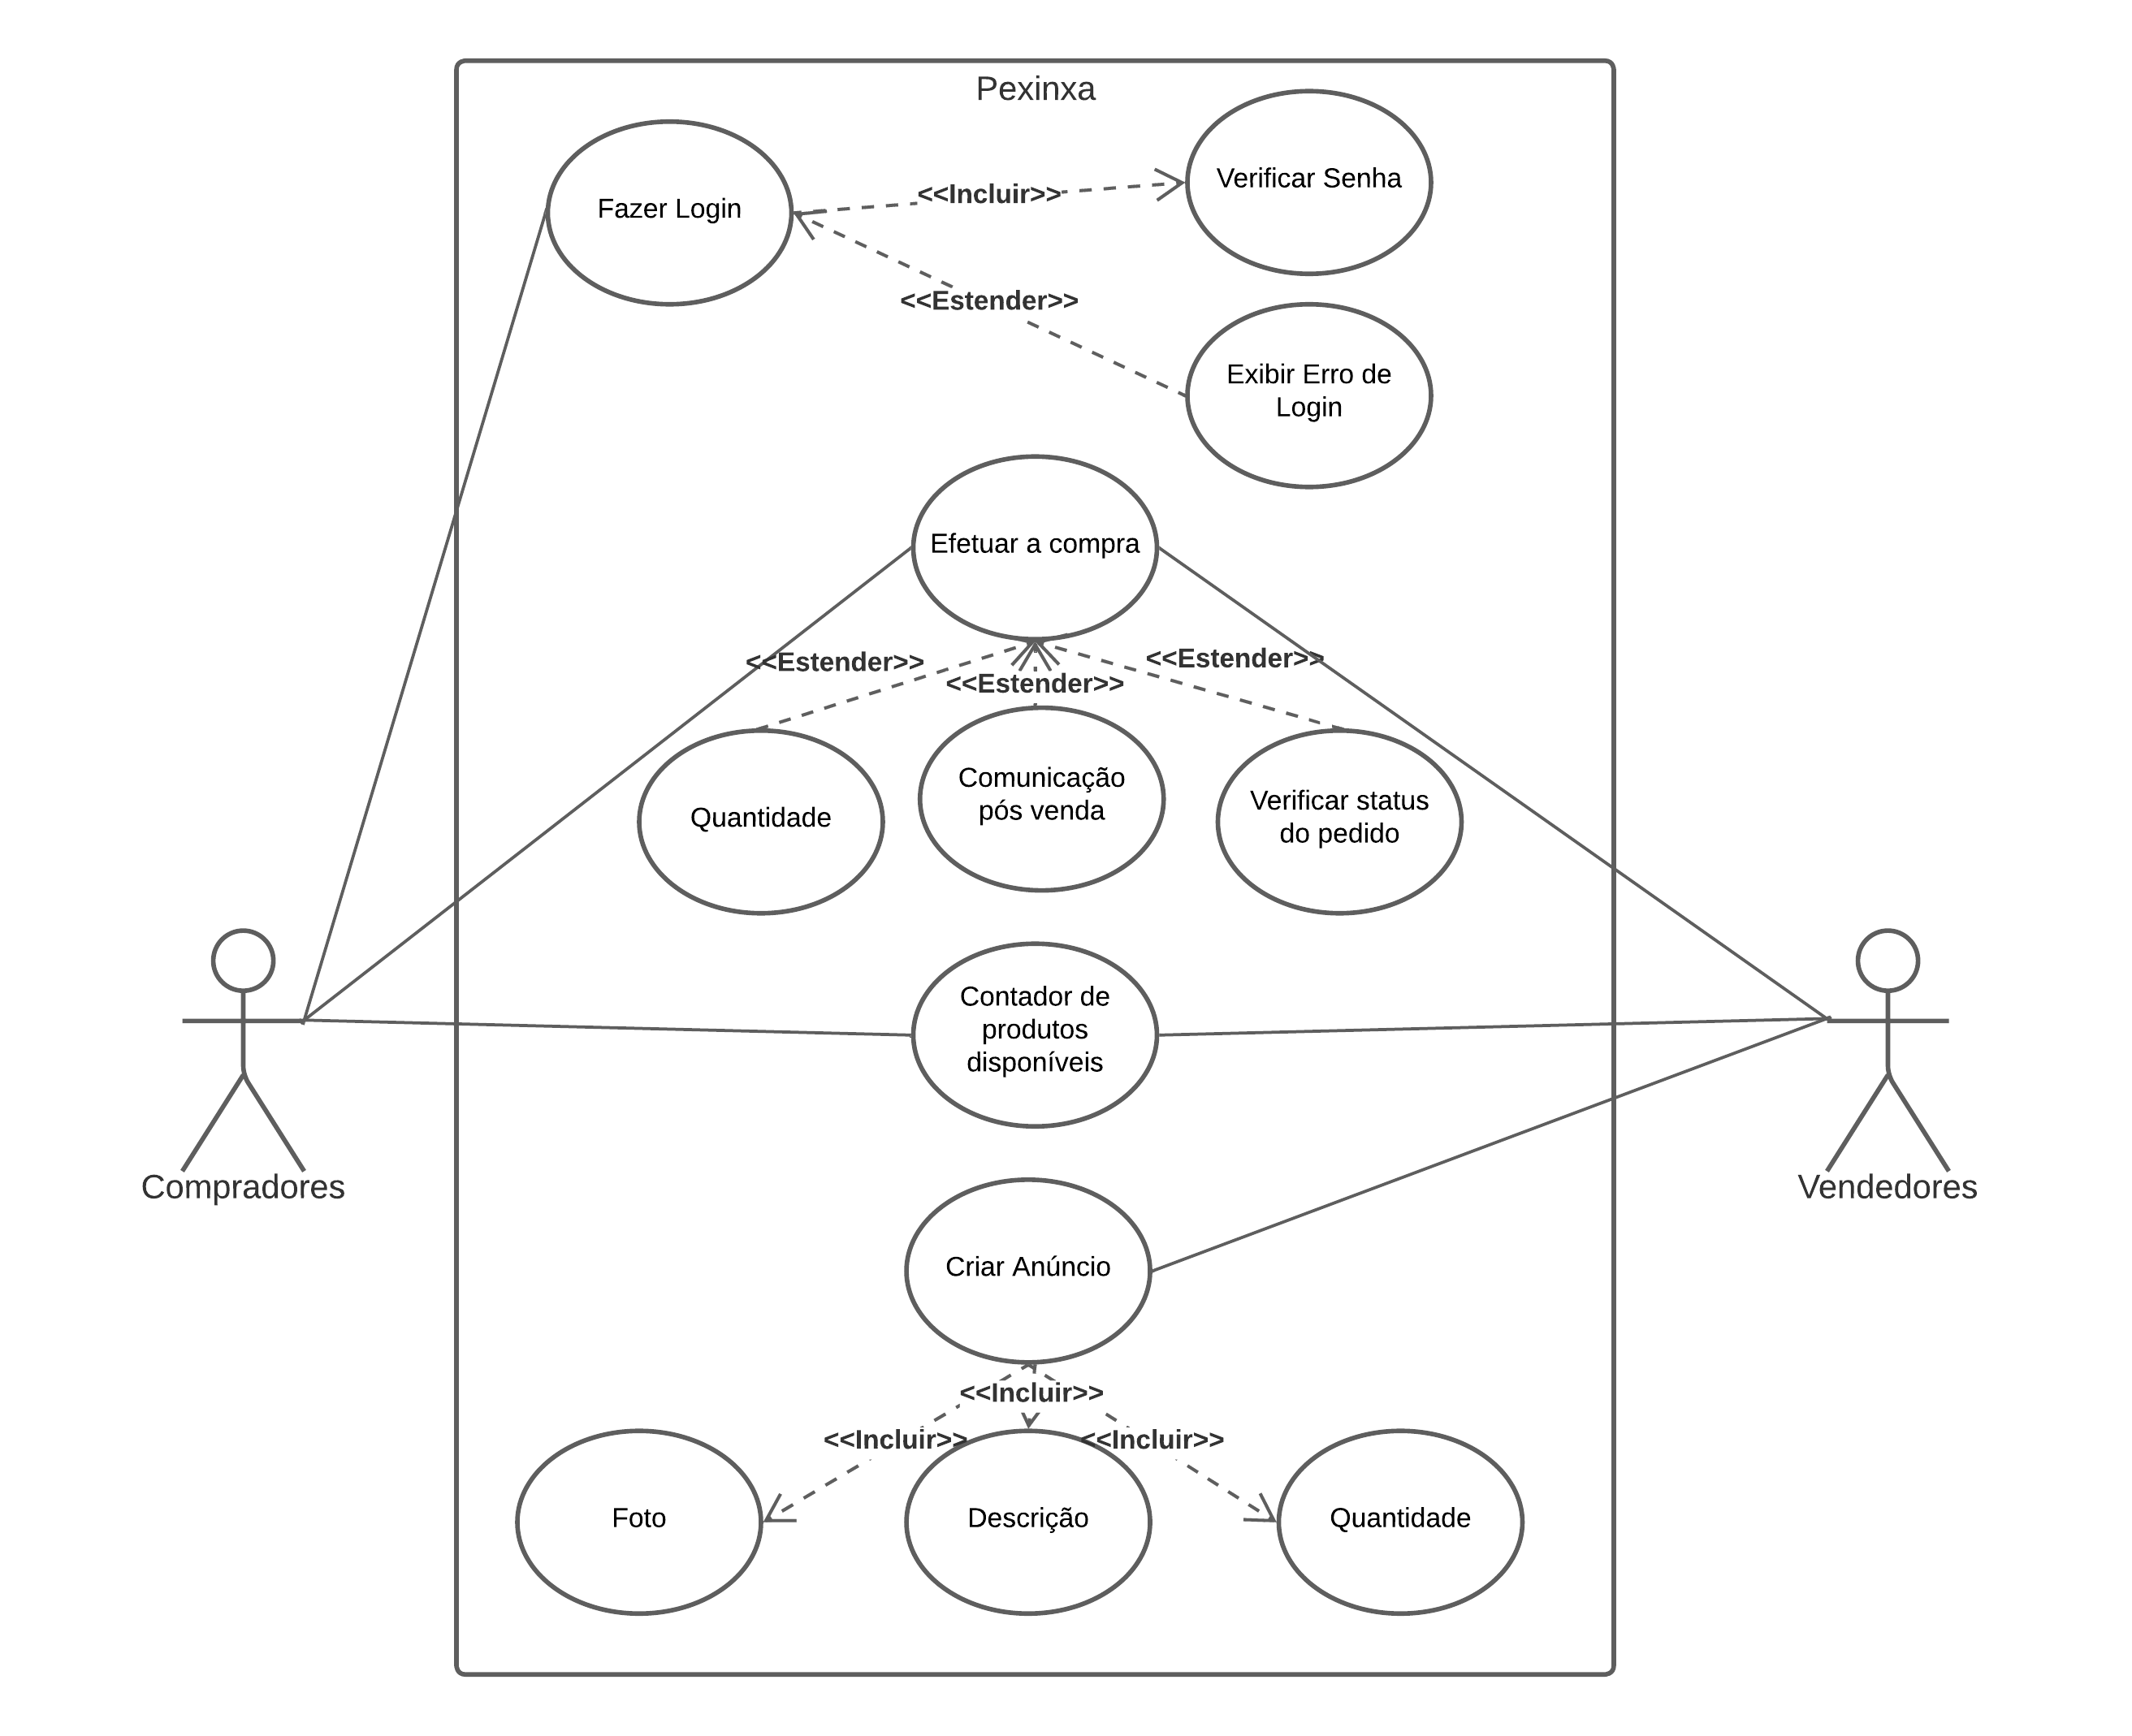 Pexinxa
Fazer Login
<<Incluir>>
Verificar Senha
<<Estender>>
Exibir Erro de
Login
Efetuar a compra
<<Estender>>
<<Estender>>
<<Estender>>
Quantidade
Comunicação
pós venda
Verificar status
do pedido
Contador de
produtos
disponíveis
Compradores
Vendedores
Criar Anúncio
<<Incluir>>
<<Incluir>>
<<Incluir>>
Foto
Descrição
Quantidade